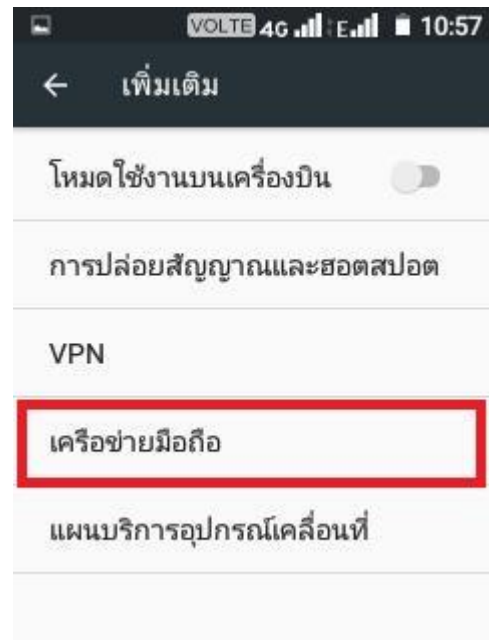 VOLTE 4G E 10:57
เพิ่มเติม
โหมดใช้งานบนเครื่องบิน
การปล่อยสัญญาณและฮอตสปอต
VPN
เครือข่ายมือถือ
แผนบริการอุปกรณ์เคลื่อนที่